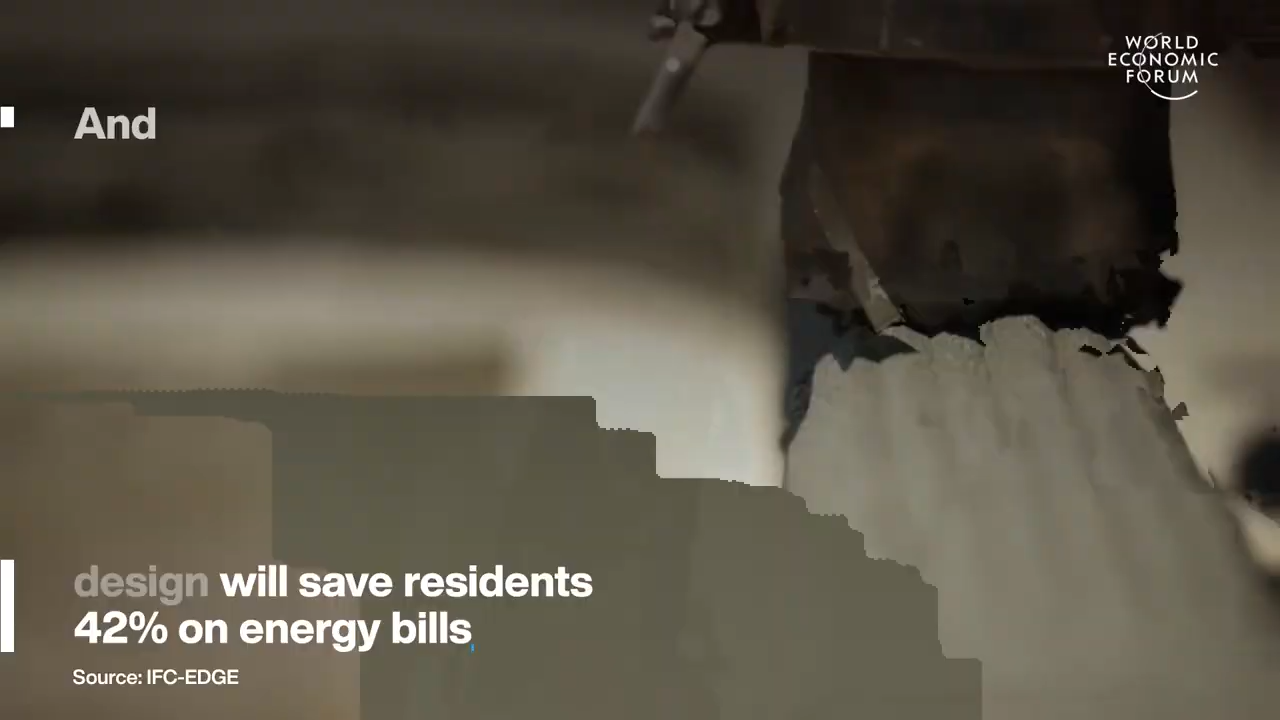 WORLD
ECONOMIC
FORUM
And
design will save residents
42% on energy bills
Source: IFC-EDGE